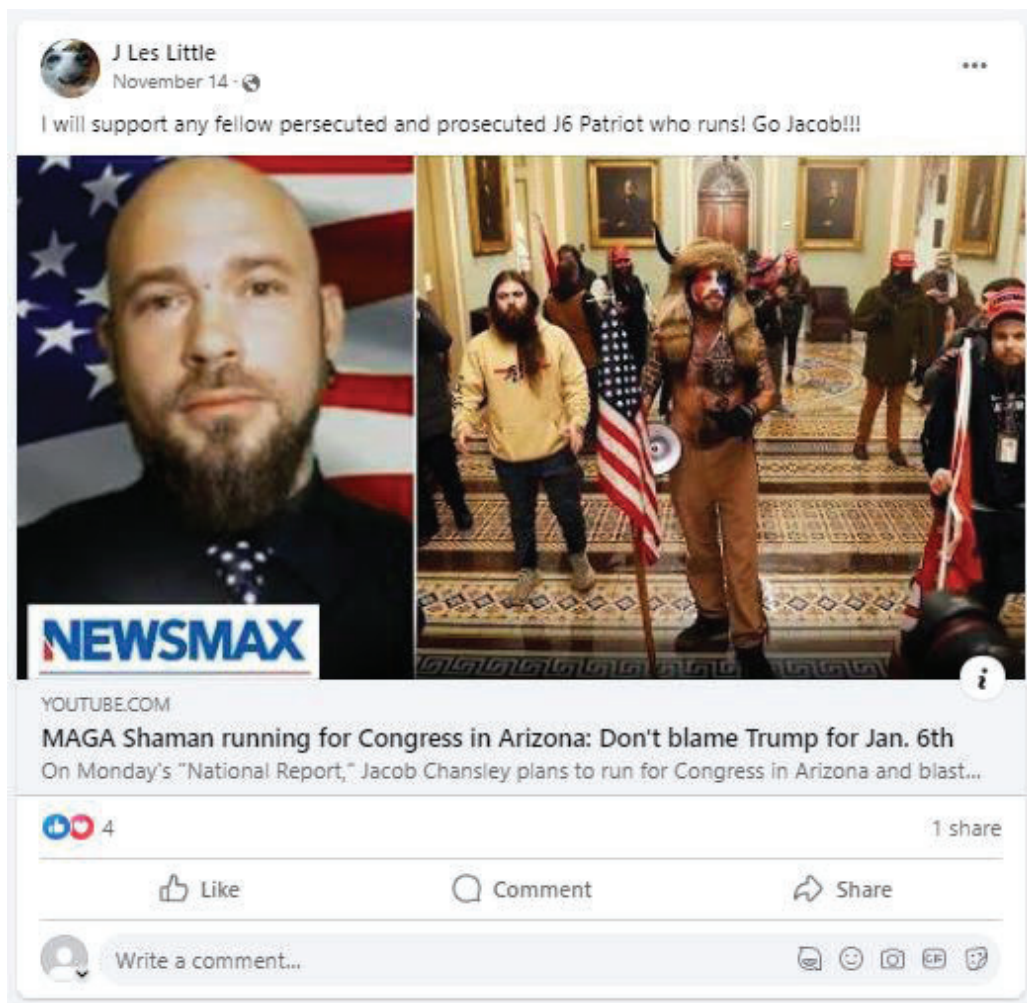 J Les Little
November 14 ·
I will support any fellow persecuted and prosecuted J6 Patriot who runs! Go Jacob!!!
NEWSMAX
YOUTUBE.COM
MAGA Shaman running for Congress in Arizona: Don't blame Trump for Jan. 6th
On Monday's "National Report," Jacob Chansley plans to run for Congress in Arizona and blast...
4
1 share
Like
Comment
Share
Write a comment...
GIF